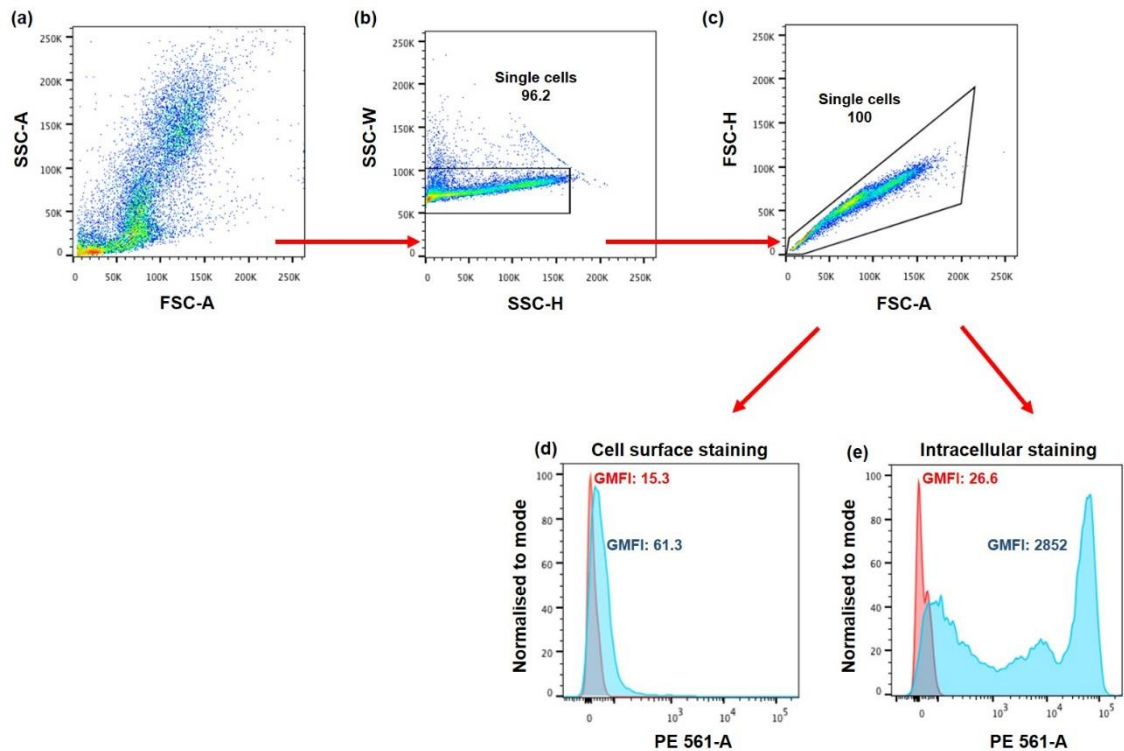 (a)
SSC-A
250K
200K
150K
100K
50K
0
0 50K 100K 150K 200K 250K
FSC-A
(b)
SSC-W
250K
200K
150K
100K
50K
0
Single cells
96.2
0 50K 100K 150K 200K 250K
SSC-H
(c)
FSC-H
250K
200K
150K
100K
50K
0
Single cells
100
0 50K 100K 150K 200K 250K
FSC-A
(d)
Cell surface staining
Normalised to mode
100
80
60
40
20
0
GMFI: 15.3
GMFI: 61.3
0 10³ 10⁴ 10⁵
PE 561-A
(e)
Intracellular staining
Normalised to mode
100
80
60
40
20
0
GMFI: 26.6
GMFI: 2852
0 10³ 10⁴ 10⁵
PE 561-A